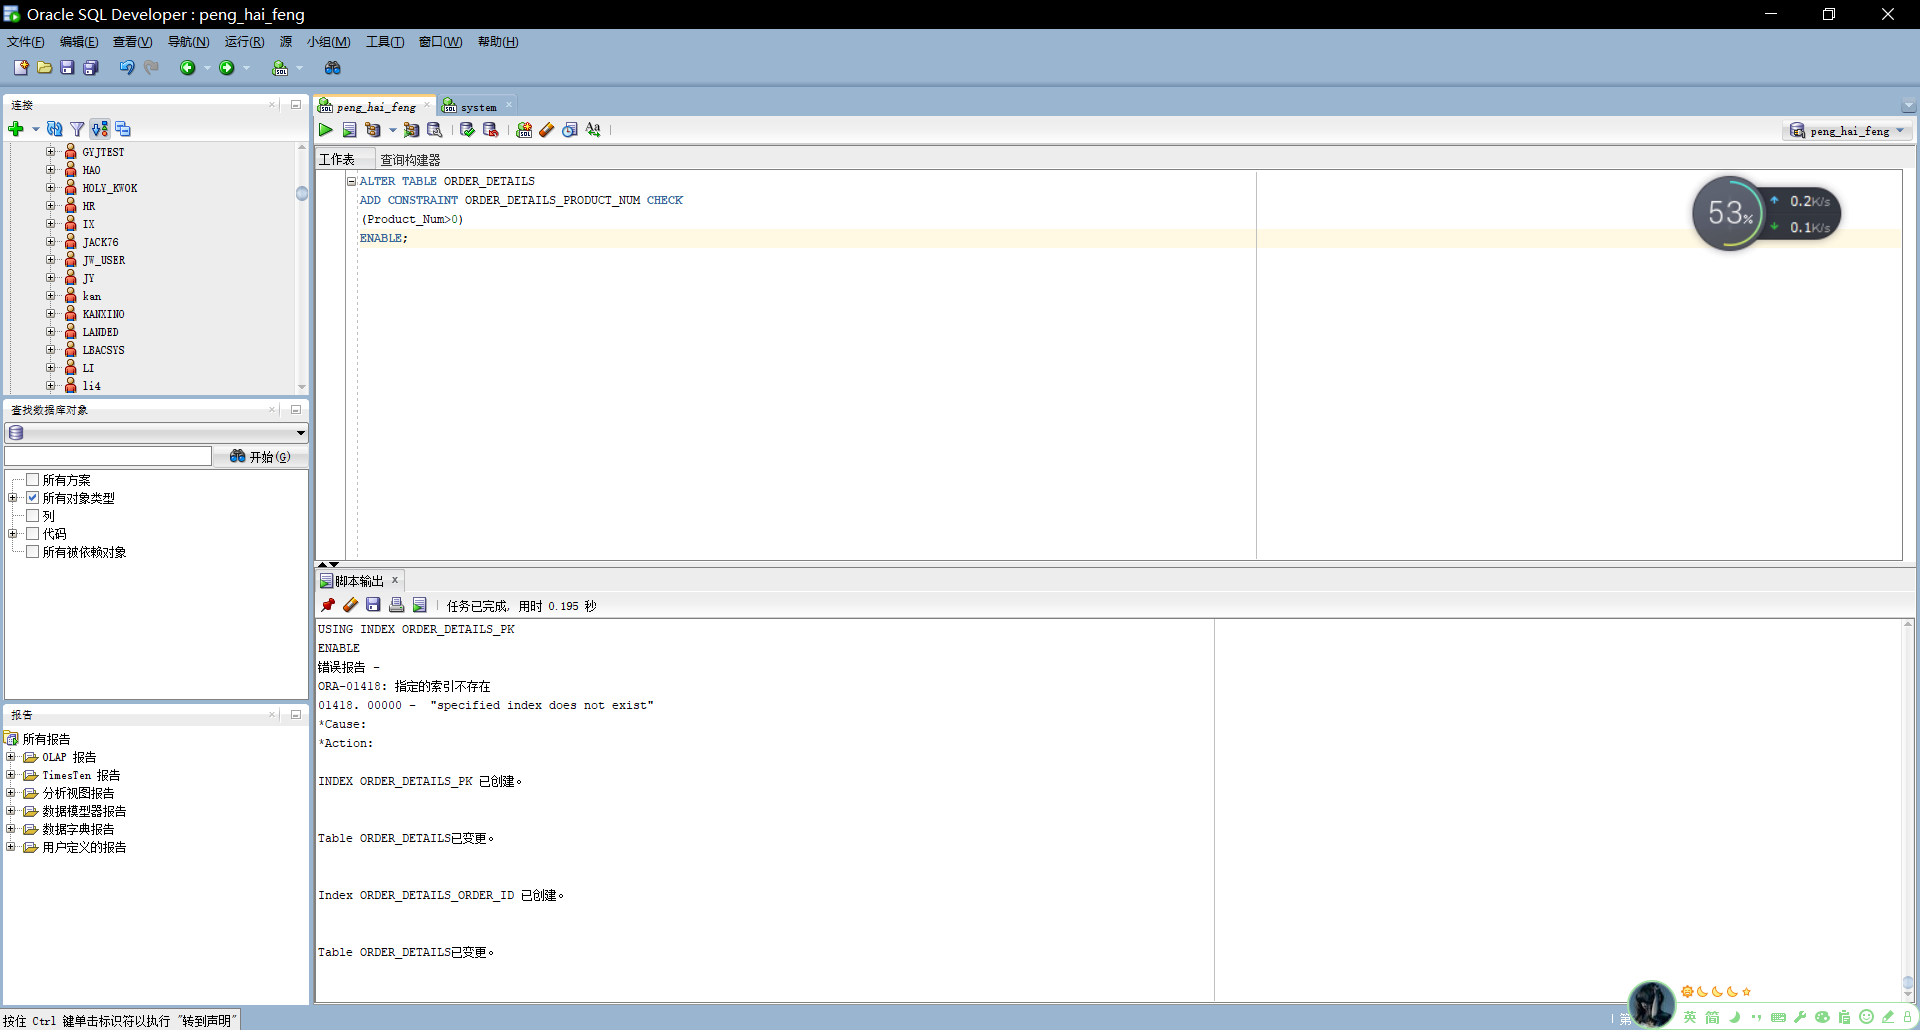 Oracle SQL Developer : peng_hai_feng
文件(F) 编辑(E) 查看(V) 导航(N) 运行(R) 源 小组(M) 工具(T) 窗口(W) 帮助(H)
连接
GYJTEST
HAO
HOLY_KWOK
HR
IX
JACK76
JW_USER
JY
kan
KANXINO
LANDED
LBACSYS
LI
li4
查找数据库对象
开始(G)
所有方案
所有对象类型
列
代码
所有被依赖对象
报告
所有报告
OLAP 报告
TimesTen 报告
分析视图报告
数据模型器报告
数据字典报告
用户定义的报告
peng_hai_feng system
peng_hai_feng
工作表 查询构建器
ALTER TABLE ORDER_DETAILS
ADD CONSTRAINT ORDER_DETAILS_PRODUCT_NUM CHECK
(Product_Num>0)
ENABLE;
53%
0.2K/s
0.1K/s
脚本输出
任务已完成, 用时 0.195 秒
USING INDEX ORDER_DETAILS_PK
ENABLE
错误报告 -
ORA-01418: 指定的索引不存在
01418. 00000 - "specified index does not exist"
*Cause:
*Action:
INDEX ORDER_DETAILS_PK 已创建。
Table ORDER_DETAILS已变更。
Index ORDER_DETAILS_ORDER_ID 已创建。
Table ORDER_DETAILS已变更。
按住 Ctrl 键单击标识符以执行 "转到声明"
第
英 简